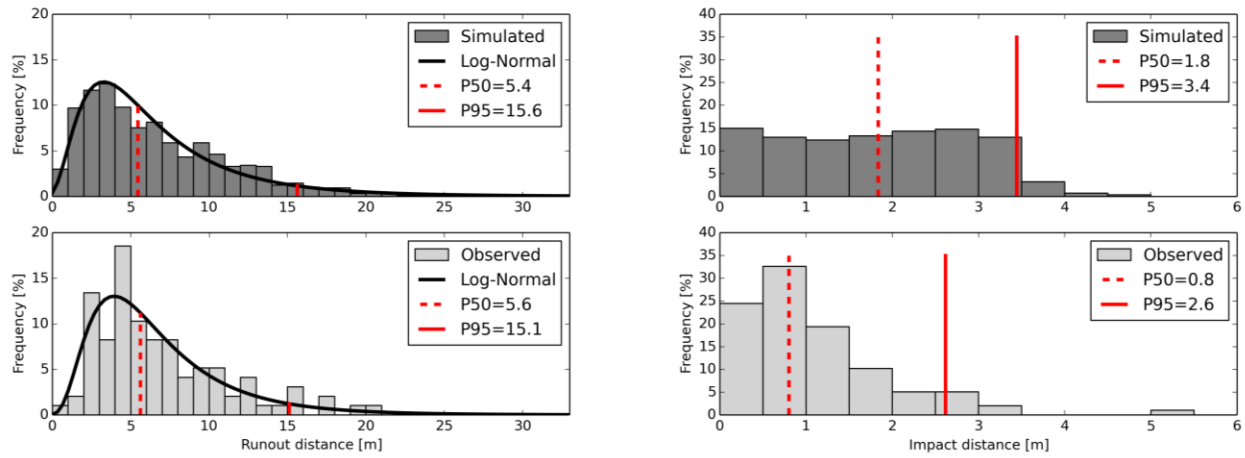 20
15
10
5
0
Frequency [%]
Simulated
Log-Normal
P50=5.4
P95=15.6
0 5 10 15 20 25 30
40
35
30
25
20
15
10
5
0
Frequency [%]
Simulated
P50=1.8
P95=3.4
0 1 2 3 4 5 6
20
15
10
5
0
Frequency [%]
Observed
Log-Normal
P50=5.6
P95=15.1
0 5 10 15 20 25 30
Runout distance [m]
40
35
30
25
20
15
10
5
0
Frequency [%]
Observed
P50=0.8
P95=2.6
0 1 2 3 4 5 6
Impact distance [m]